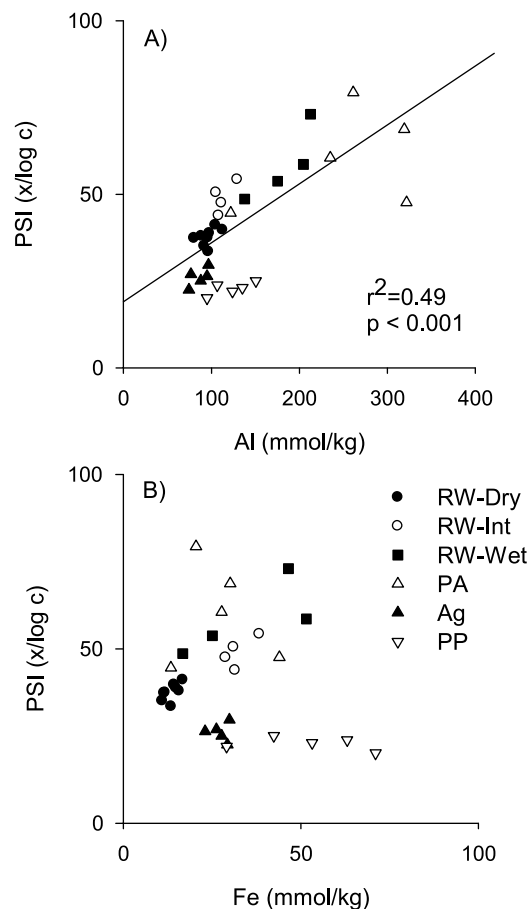 100
A)
PSI (x/log c)
50
r²=0.49
p < 0.001
0
0 100 200 300 400
Al (mmol/kg)
100
B)
RW-Dry
RW-Int
RW-Wet
PA
Ag
PP
PSI (x/log c)
50
0
0 50 100
Fe (mmol/kg)